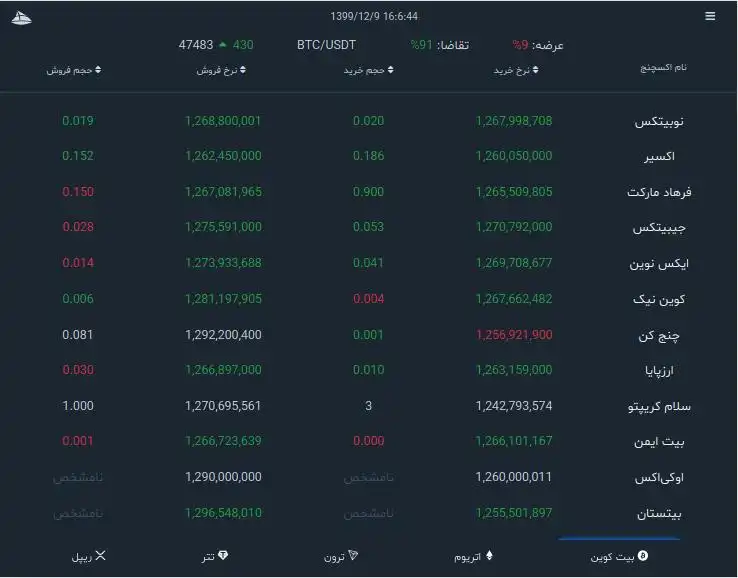 1399/12/9 16:6:44
عرضه: 9% تقاضا: 91% BTC/USDT 430 47483
نام اکسچنج نرخ خرید حجم خرید نرخ فروش حجم فروش
نوبیتکس 1,267,998,708 0.020 1,268,800,001 0.019
اکسیر 1,260,050,000 0.186 1,262,450,000 0.152
فرهاد مارکت 1,265,509,805 0.900 1,267,081,965 0.150
جیبیتکس 1,270,792,000 0.053 1,275,591,000 0.028
ایکس نوین 1,269,708,677 0.041 1,273,933,688 0.014
کوین نیک 1,267,662,482 0.004 1,281,197,905 0.006
چنج کن 1,256,921,900 0.001 1,292,200,400 0.081
ارزپایا 1,263,159,000 0.010 1,266,897,000 0.030
سلام کریپتو 1,242,793,574 3 1,270,695,561 1.000
بیت ایمن 1,266,101,167 0.000 1,266,723,639 0.001
اوکی‌اکس 1,260,000,011 نامشخص 1,290,000,000 نامشخص
بیتستان 1,255,501,897 نامشخص 1,296,548,010 نامشخص
بیت کوین اتریوم ترون تتر ریپل